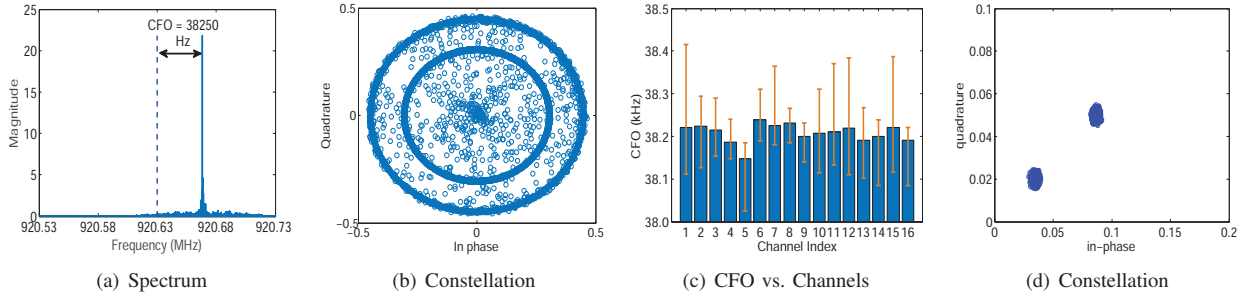 CFO = 38250
Hz
25
20
15
10
5
0
Magnitude
920.53 920.58 920.63 920.68 920.73
Frequency (MHz)
(a) Spectrum
0.5
0
-0.5
Quadrature
-0.5 0 0.5
In phase
(b) Constellation
38.5
38.4
38.3
38.2
38.1
38.0
CFO (kHz)
1 2 3 4 5 6 7 8 9 10 11 12 13 14 15 16
Channel Index
(c) CFO vs. Channels
0.1
0.08
0.06
0.04
0.02
0
quadrature
0 0.05 0.1 0.15 0.2
in-phase
(d) Constellation